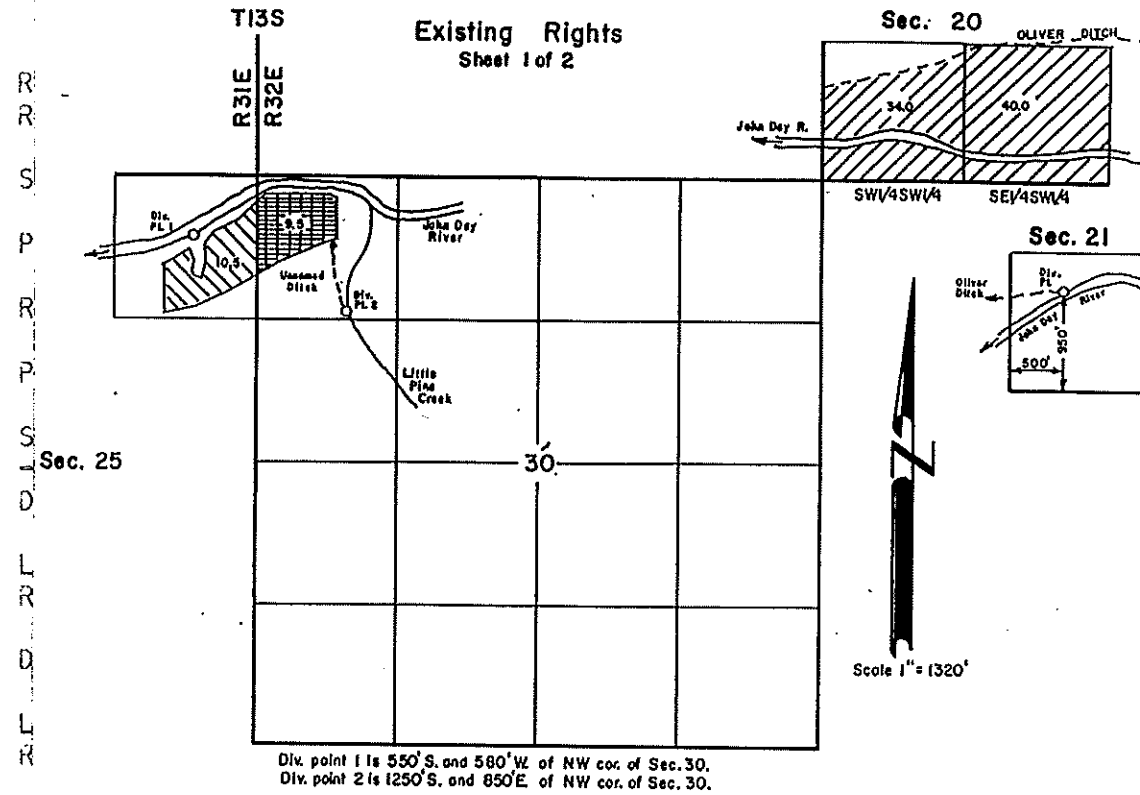 T13S
R31E
R32E
Existing Rights
Sheet 1 of 2
Sec. 20
OLIVER DITCH
34.0
40.0
John Day R.
SW1/4SW1/4
SE1/4SW1/4
Div.
Pt. 1
10.5
9.5
Unnamed
Ditch
John Day
River
Div.
Pt. 2
Little
Pine
Creek
Sec. 21
Oliver
Ditch
Div.
Pt.
John Day River
500'
950'
Sec. 25
30
N
Scale 1" = 1320'
Div. point 1 is 550' S. and 580' W. of NW cor. of Sec. 30.
Div. point 2 is 1250' S. and 850' E. of NW cor. of Sec. 30.
R
R
S
P
R
P
S
D
L
R
D
L
R